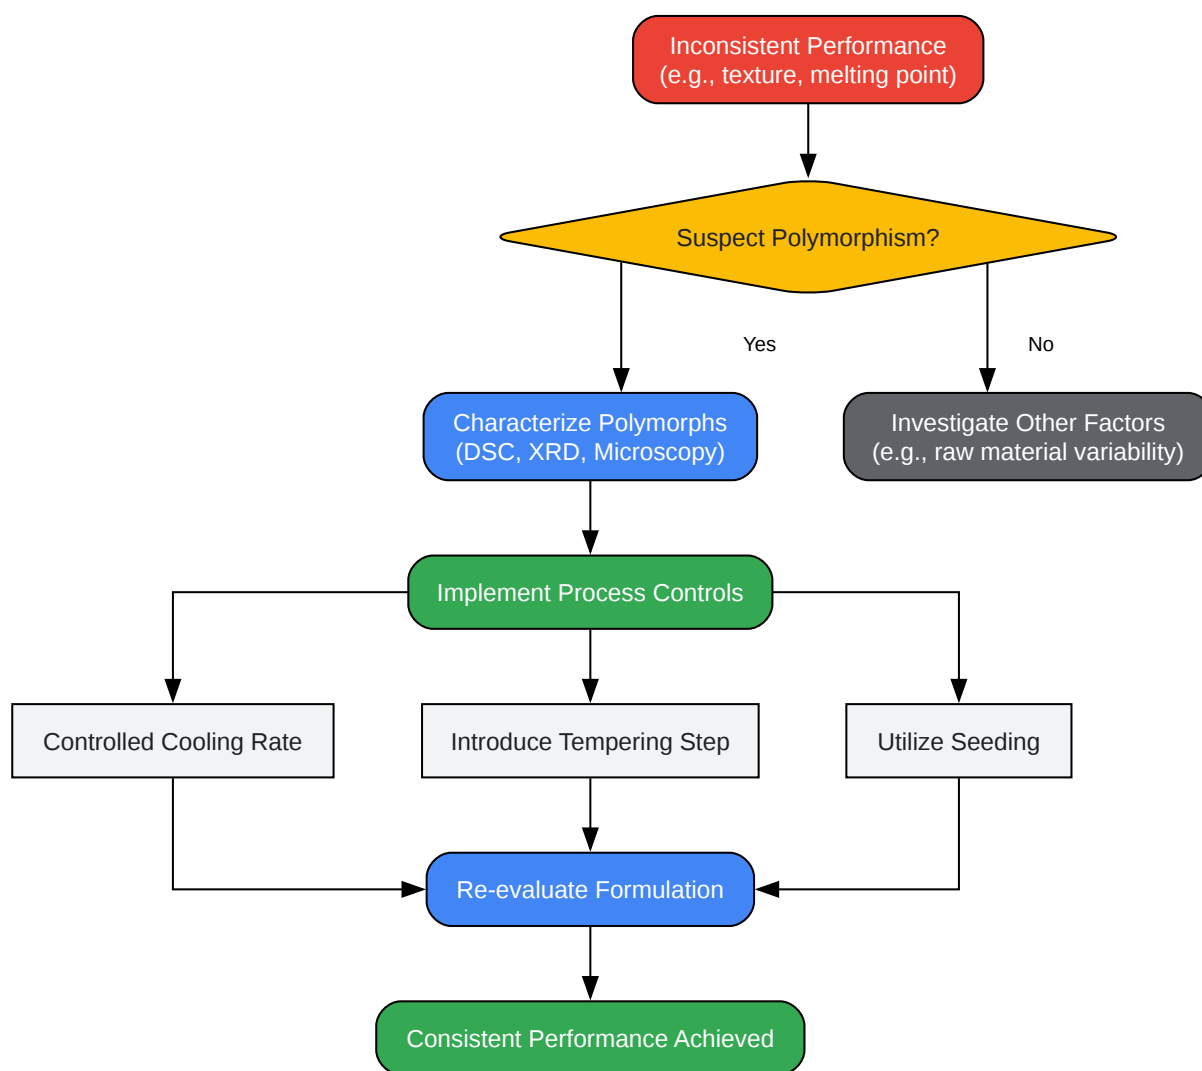 Inconsistent Performance
(e.g., texture, melting point)
Suspect Polymorphism?
Yes
No
Characterize Polymorphs
(DSC, XRD, Microscopy)
Investigate Other Factors
(e.g., raw material variability)
Implement Process Controls
Controlled Cooling Rate
Introduce Tempering Step
Utilize Seeding
Re-evaluate Formulation
Consistent Performance Achieved